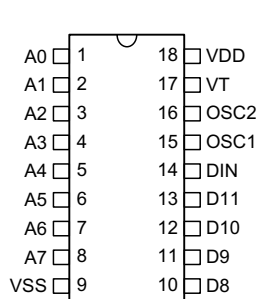 A0 1 18 VDD
A1 2 17 VT
A2 3 16 OSC2
A3 4 15 OSC1
A4 5 14 DIN
A5 6 13 D11
A6 7 12 D10
A7 8 11 D9
VSS 9 10 D8